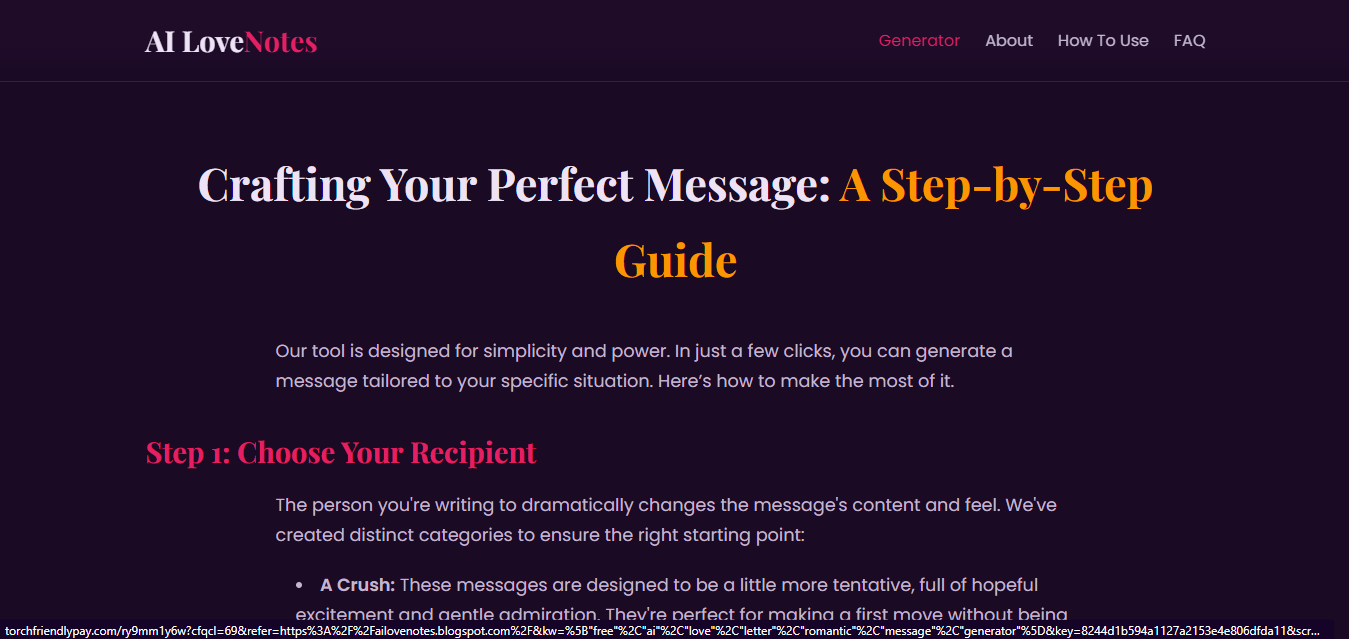 AI LoveNotes
Generator About How To Use FAQ
Crafting Your Perfect Message: A Step-by-Step
Guide
Our tool is designed for simplicity and power. In just a few clicks, you can generate a
message tailored to your specific situation. Here’s how to make the most of it.
Step 1: Choose Your Recipient
The person you're writing to dramatically changes the message's content and feel. We've
created distinct categories to ensure the right starting point:
• A Crush: These messages are designed to be a little more tentative, full of hopeful
excitement and gentle admiration. They're perfect for making a first move without being
torchfriendlypay.com/ry9mm1y6w?cfqcl=69&refer=https%3A%2F%2Failovenotes.blogspot.com%2F&kw=%5B"free"%2C"ai"%2C"love"%2C"letter"%2C"romantic"%2C"message"%2C"generator"%5D&key=8244d1b594a1127a2153e4e806dfda11&scr...